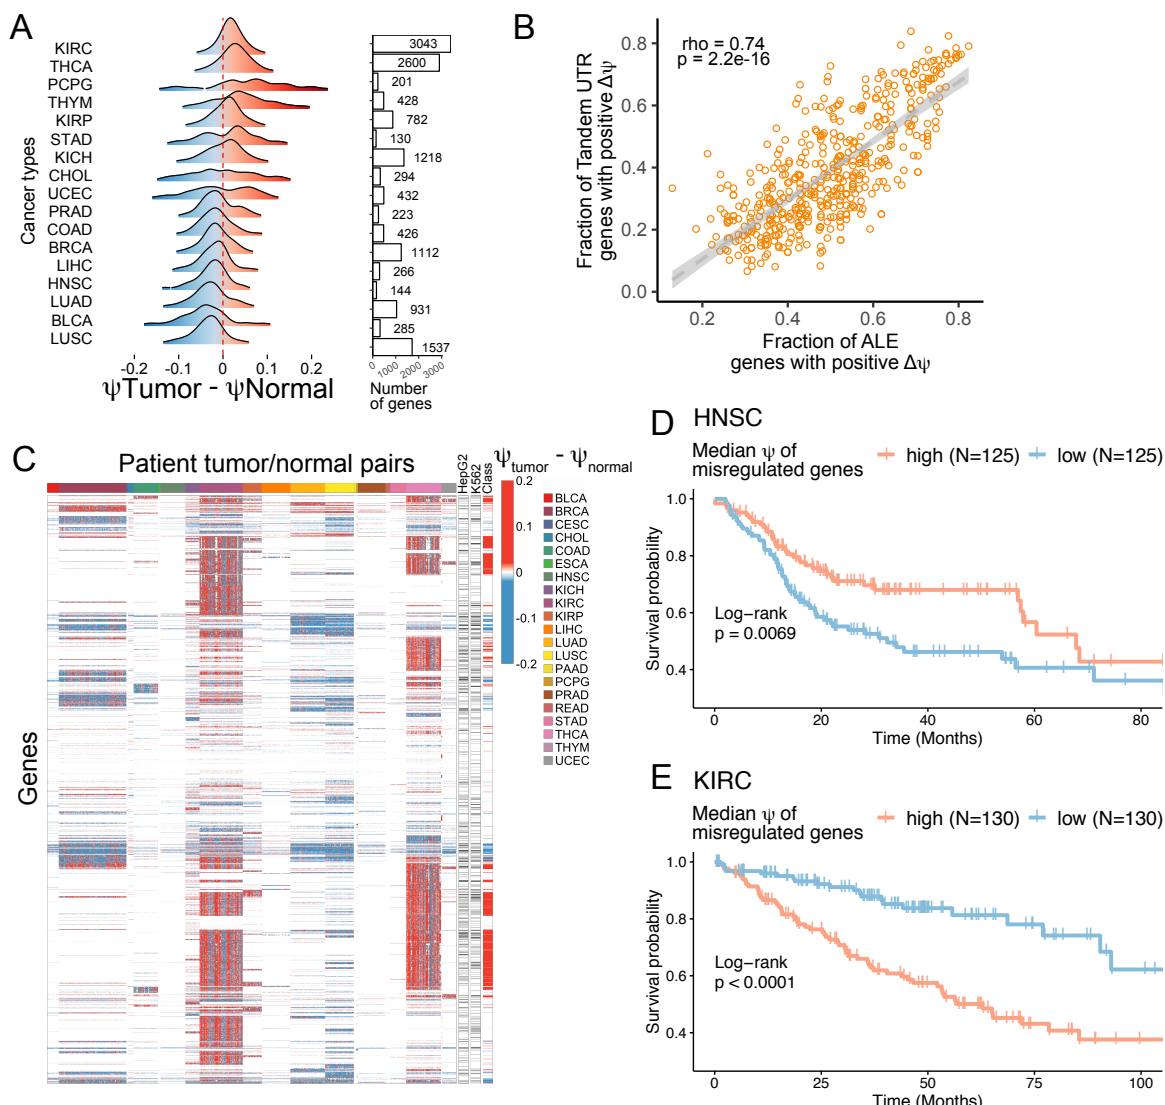 A
Cancer types
KIRC
THCA
PCPG
THYM
KIRP
STAD
KICH
CHOL
UCEC
PRAD
COAD
BRCA
LIHC
HNSC
LUAD
BLCA
LUSC
-0.2 -0.1 0 0.1 0.2
ψTumor - ψNormal
3043
2600
201
428
782
130
1218
294
432
223
426
1112
266
144
931
285
1537
0 1000 2000 3000
Number
of genes
B
rho = 0.74
p = 2.2e-16
Fraction of Tandem UTR
genes with positive Δψ
0.8
0.6
0.4
0.2
0.0
0.2 0.4 0.6 0.8
Fraction of ALE
genes with positive Δψ
C
Patient tumor/normal pairs
Genes
HepG2
K562
Class
ψtumor - ψnormal
0.2
0.1
0
-0.1
-0.2
BLCA
BRCA
CESC
CHOL
COAD
ESCA
HNSC
KICH
KIRC
KIRP
LIHC
LUAD
LUSC
PAAD
PCPG
PRAD
READ
STAD
THCA
THYM
UCEC
D HNSC
Median ψ of
misregulated genes
high (N=125) low (N=125)
Survival probability
1.0
0.8
0.6
0.4
Log−rank
p = 0.0069
0 20 40 60 80
Time (Months)
E KIRC
Median ψ of
misregulated genes
high (N=130) low (N=130)
Survival probability
1.0
0.8
0.6
0.4
Log−rank
p < 0.0001
0 25 50 75 100
Time (Months)